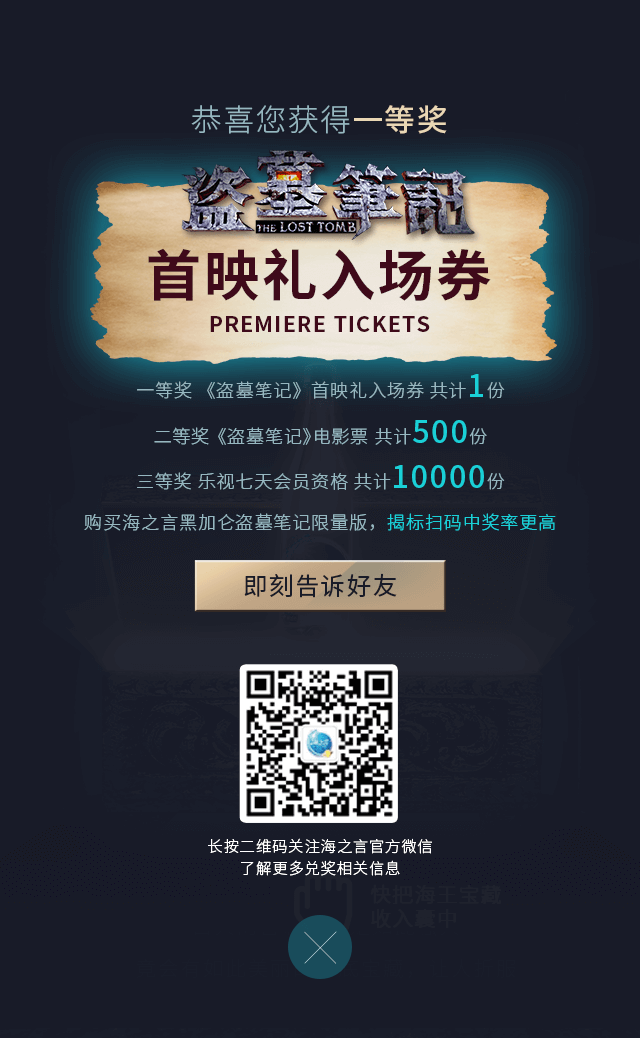 恭喜您获得一等奖
盗墓筆記
THE LOST TOMB
首映礼入场券
PREMIERE TICKETS
一等奖 《盗墓笔记》首映礼入场券 共计1份
二等奖《盗墓笔记》电影票 共计500份
三等奖 乐视七天会员资格 共计10000份
购买海之言黑加仑盗墓笔记限量版，揭标扫码中奖率更高
即刻告诉好友
长按二维码关注海之言官方微信
了解更多兑奖相关信息
快把海王宝藏
收入囊中